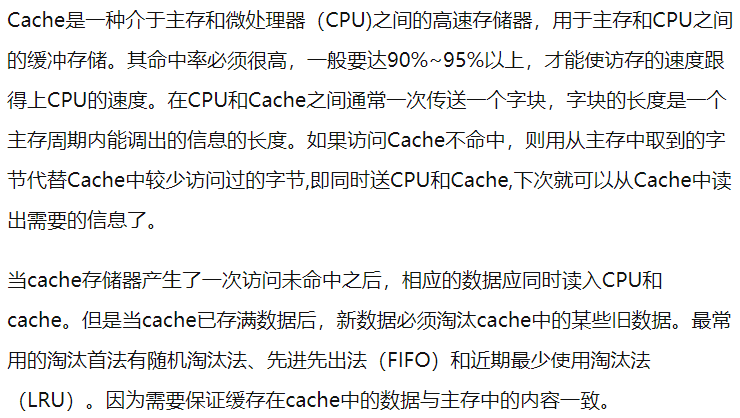 Cache是一种介于主存和微处理器（CPU)之间的高速存储器，用于主存和CPU之间
的缓冲存储。其命中率必须很高，一般要达90%~95%以上，才能使访存的速度跟
得上CPU的速度。在CPU和Cache之间通常一次传送一个字块，字块的长度是一个
主存周期内能调出的信息的长度。如果访问Cache不命中，则用从主存中取到的字
节代替Cache中较少访问过的字节,即同时送CPU和Cache,下次就可以从Cache中读
出需要的信息了。
当cache存储器产生了一次访问未命中之后，相应的数据应同时读入CPU和
cache。但是当cache已存满数据后，新数据必须淘汰cache中的某些旧数据。最常
用的淘汰首法有随机淘汰法、先进先出法（FIFO）和近期最少使用淘汰法
（LRU）。因为需要保证缓存在cache中的数据与主存中的内容一致。